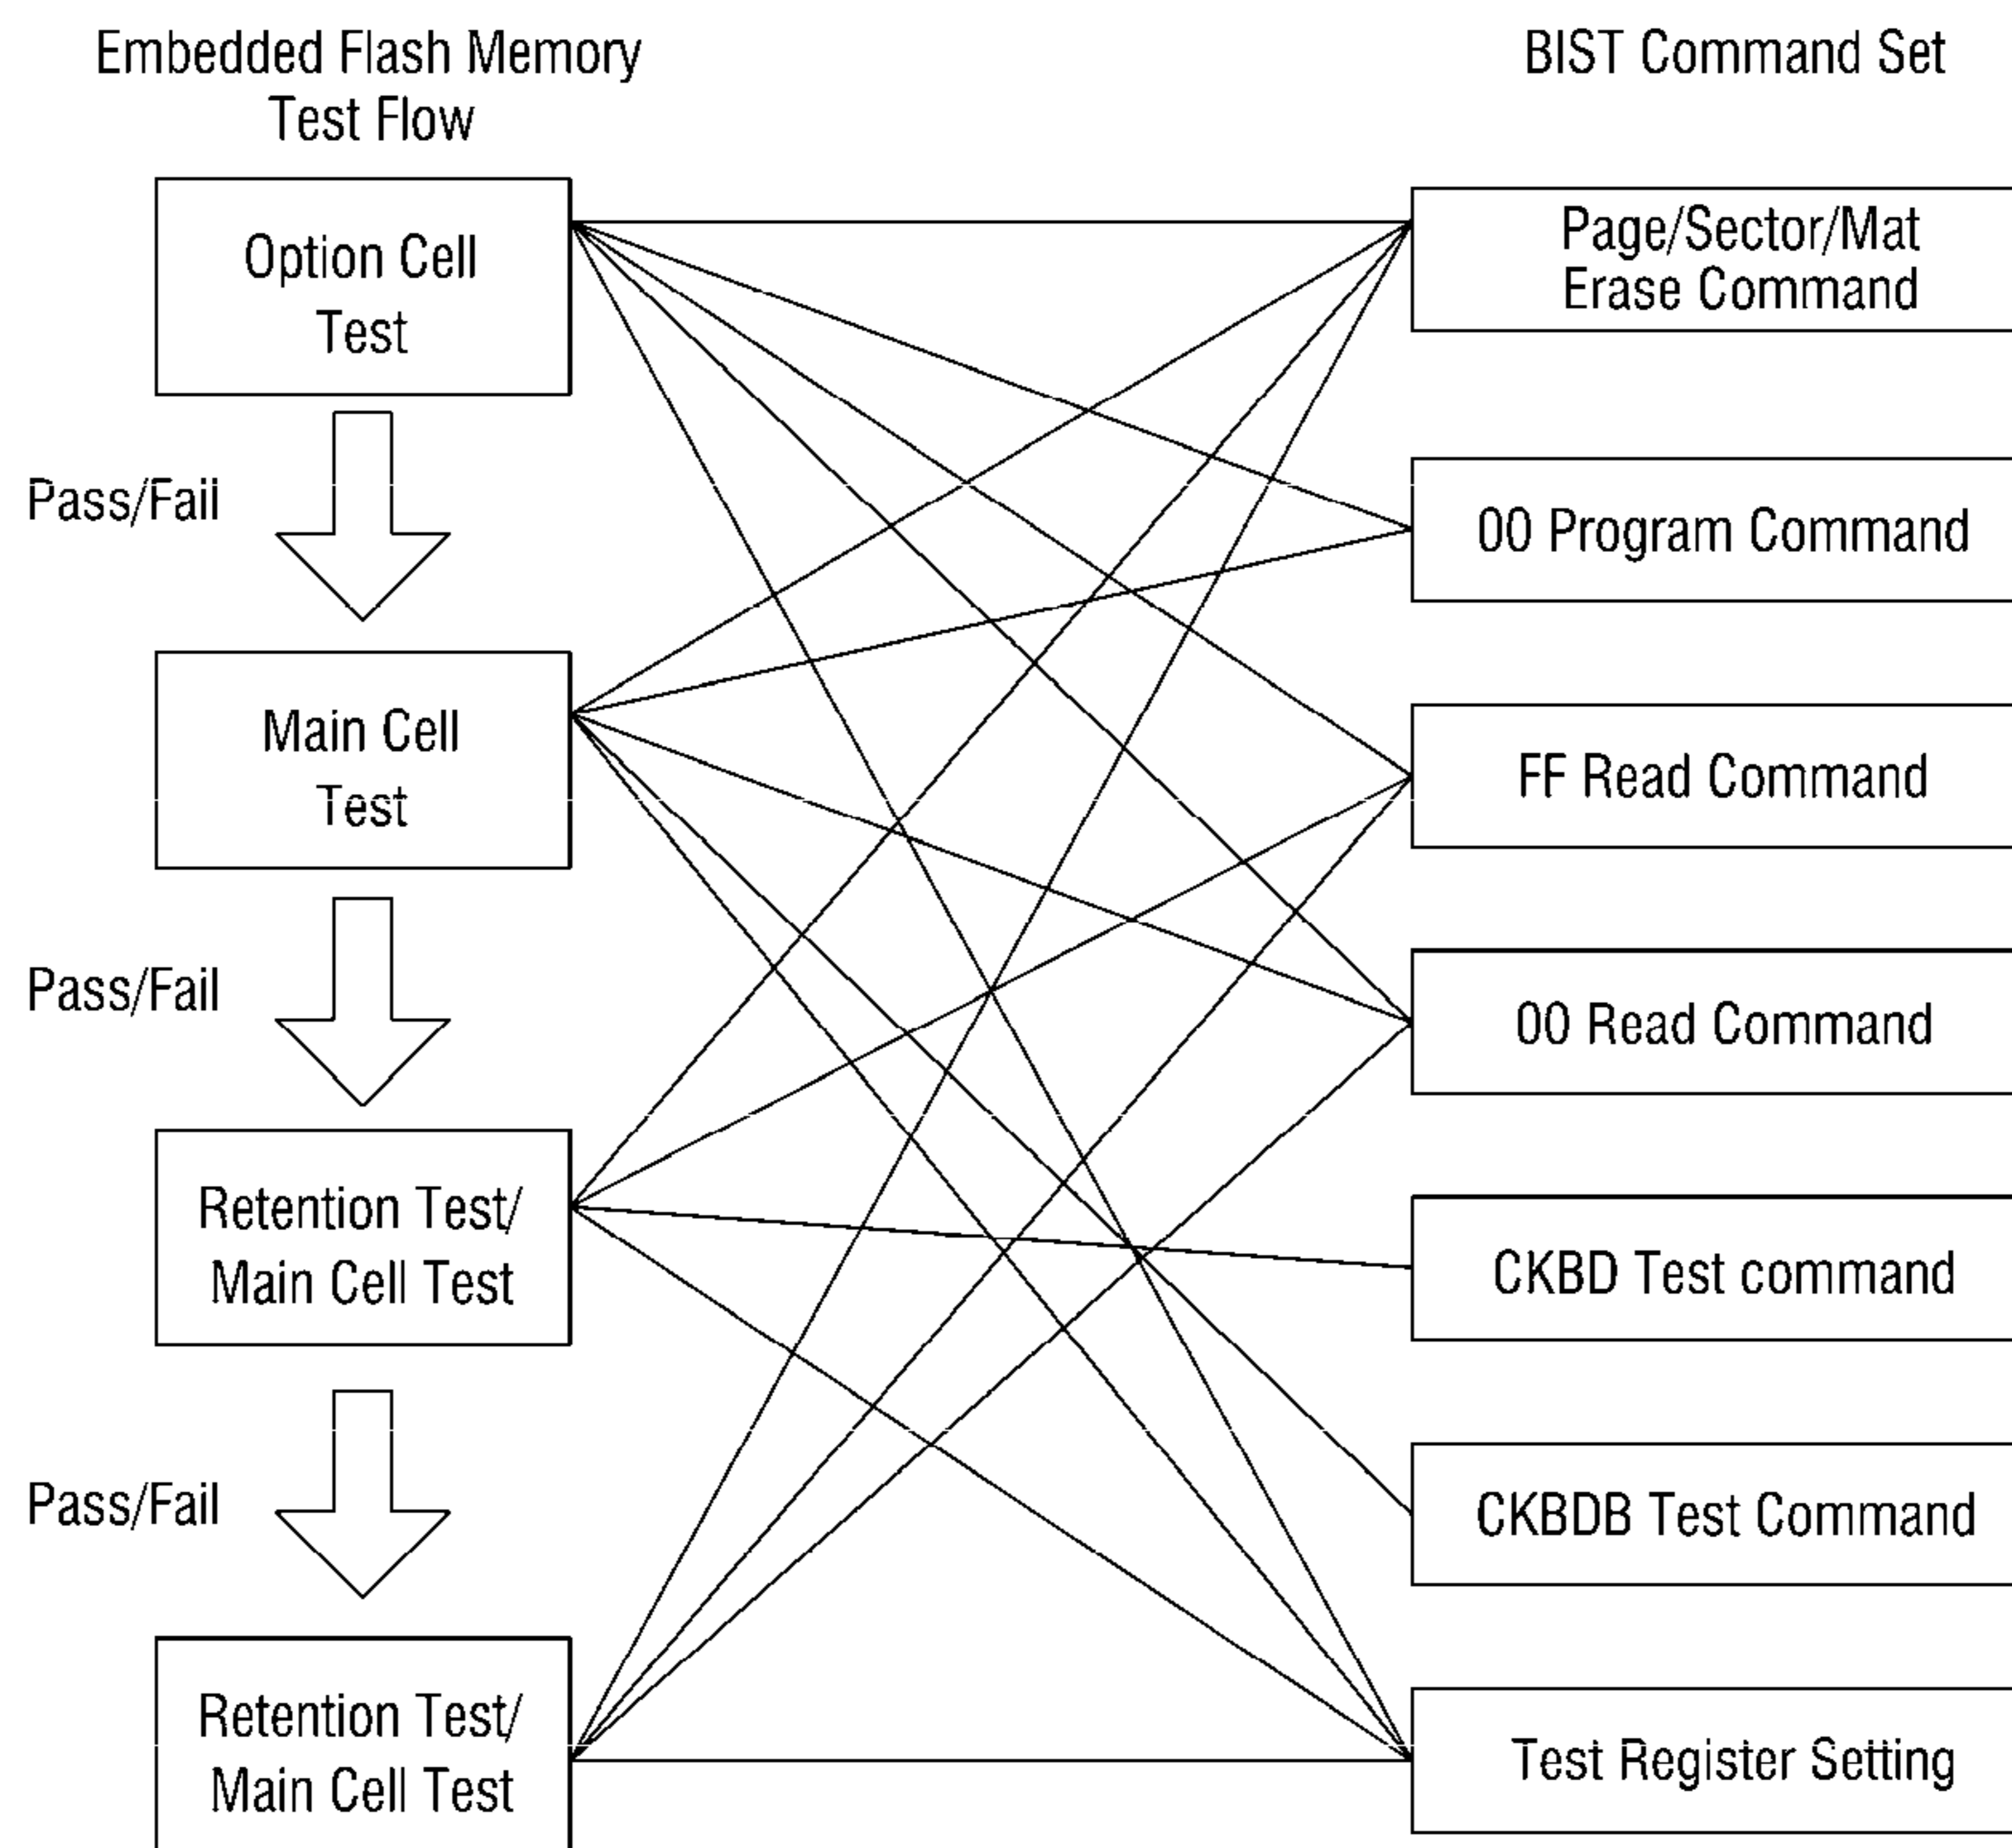 Embedded Flash Memory
Test Flow
BIST Command Set
Option Cell
Test
Pass/Fail
Main Cell
Test
Pass/Fail
Retention Test/
Main Cell Test
Pass/Fail
Retention Test/
Main Cell Test
Page/Sector/Mat
Erase Command
00 Program Command
FF Read Command
00 Read Command
CKBD Test command
CKBDB Test Command
Test Register Setting